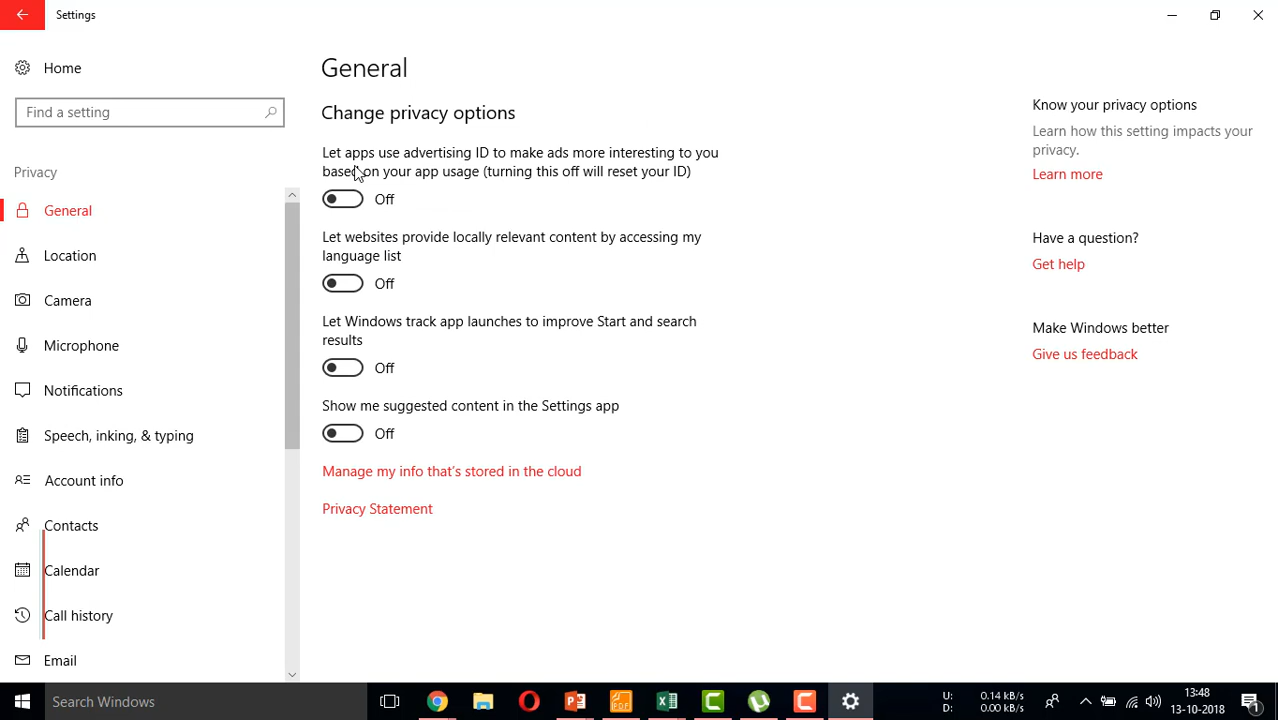 Settings
Home
Find a setting
Privacy
General
Location
Camera
Microphone
Notifications
Speech, inking, & typing
Account info
Contacts
Calendar
Call history
Email
General
Change privacy options
Let apps use advertising ID to make ads more interesting to you
based on your app usage (turning this off will reset your ID)
Off
Let websites provide locally relevant content by accessing my
language list
Off
Let Windows track app launches to improve Start and search
results
Off
Show me suggested content in the Settings app
Off
Manage my info that's stored in the cloud
Privacy Statement
Know your privacy options
Learn how this setting impacts your
privacy.
Learn more
Have a question?
Get help
Make Windows better
Give us feedback
Search Windows
U: 0.14 kB/s
D: 0.00 kB/s
13:48
13-10-2018
1